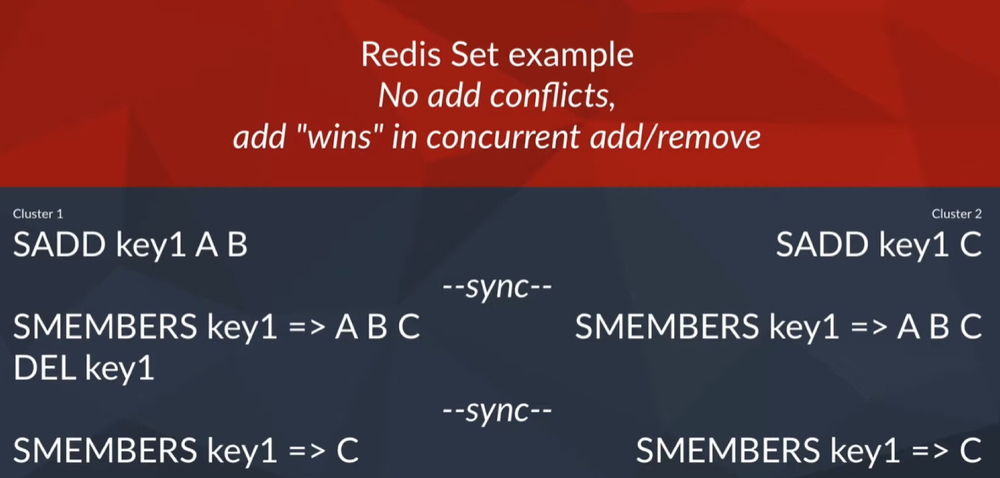 Redis Set example
No add conflicts,
add "wins" in concurrent add/remove
Cluster 1
Cluster 2
SADD key1 A B
SADD key1 C
--sync--
SMEMBERS key1 => A B C
SMEMBERS key1 => A B C
DEL key1
--sync--
SMEMBERS key1 => C
SMEMBERS key1 => C